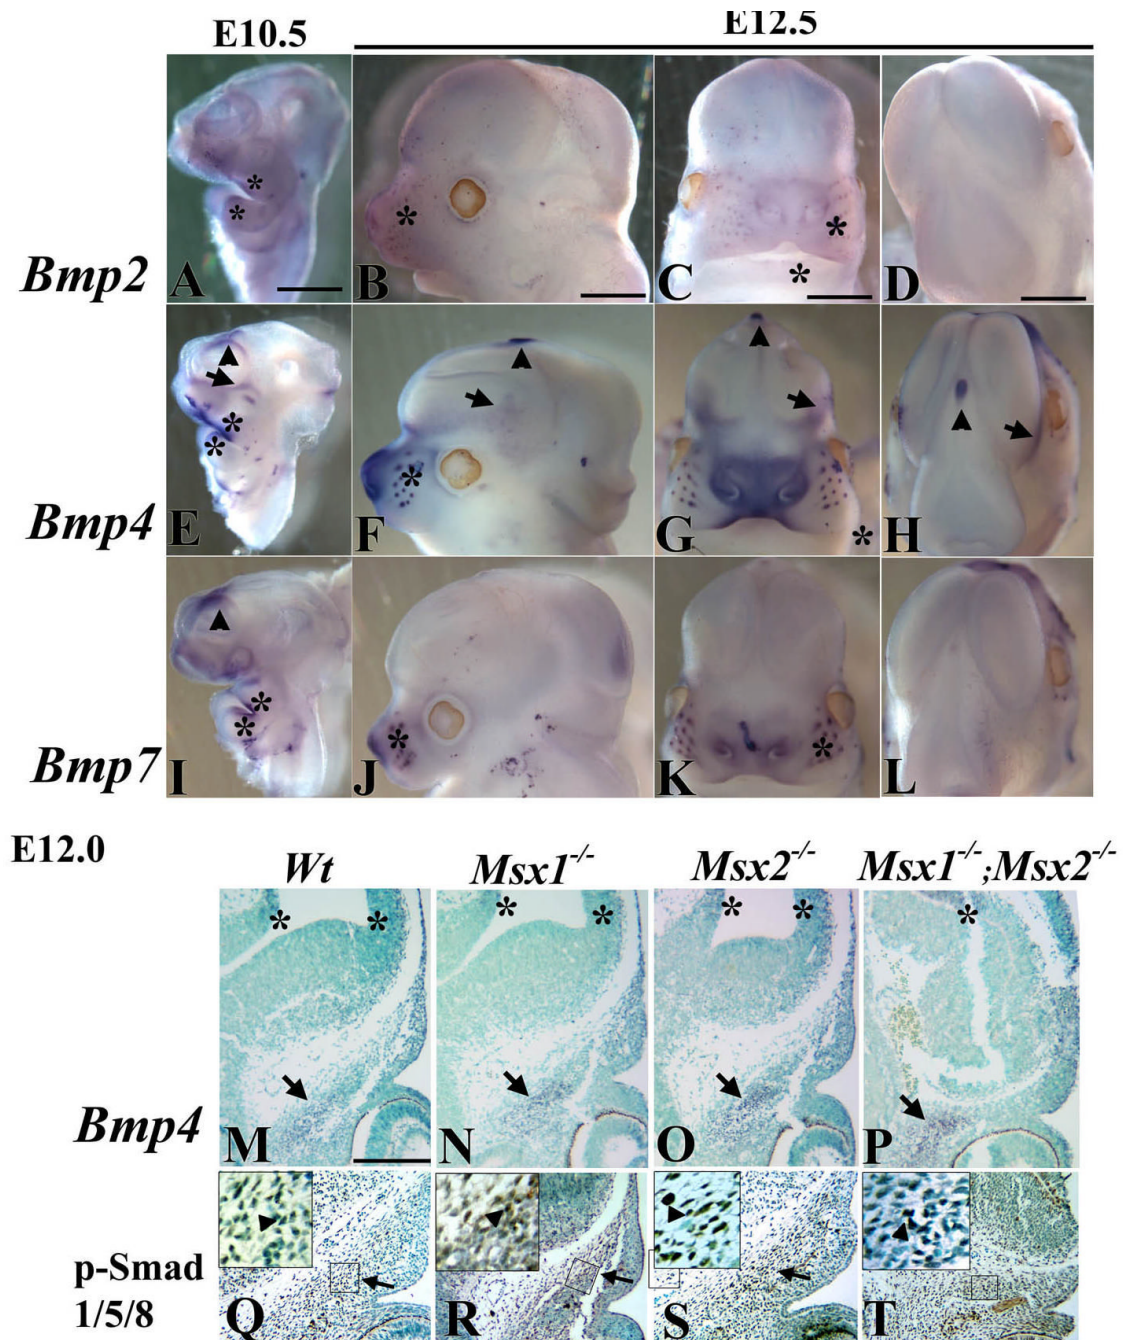 E10.5 E12.5
Bmp2 A B C D
Bmp4 E F G H
Bmp7 I J K L
E12.0
Wt Msx1-/- Msx2-/- Msx1-/-;Msx2-/-
Bmp4 M N O P
p-Smad
1/5/8 Q R S T